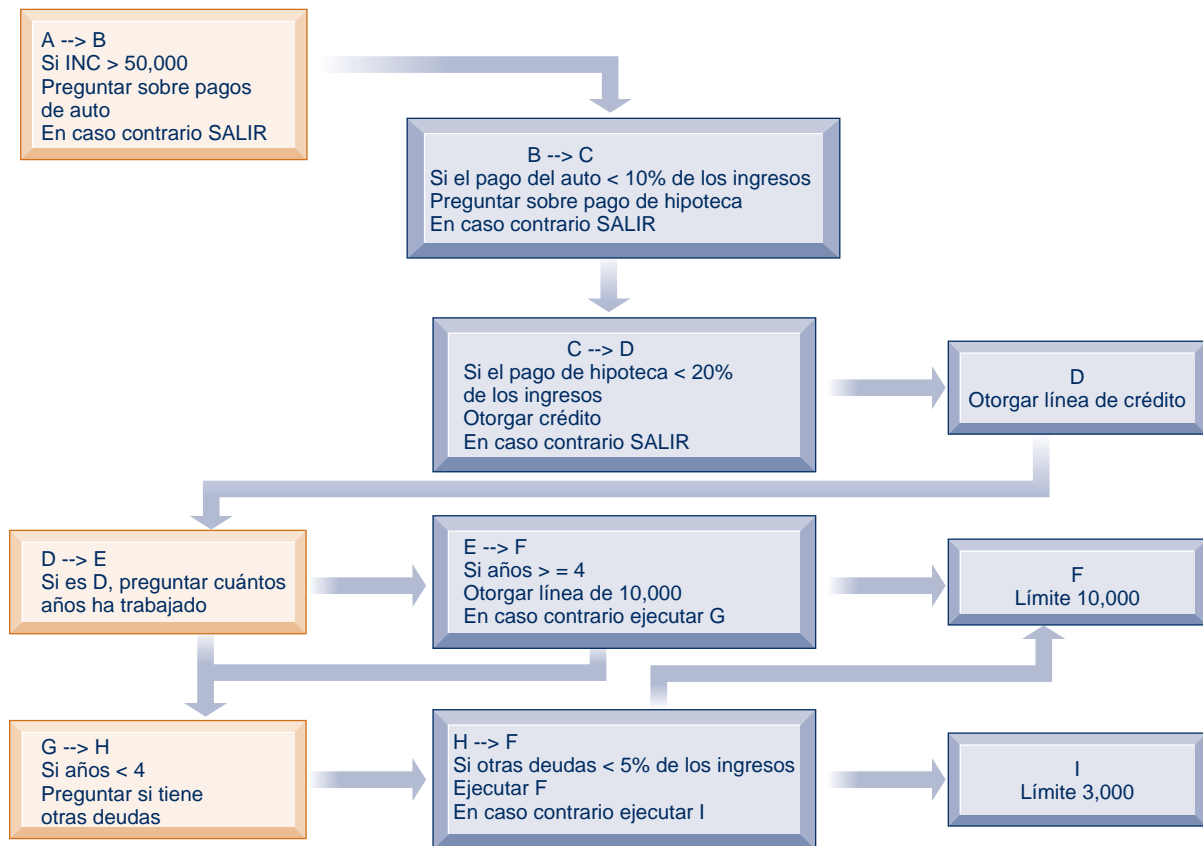 A --> B
Si INC > 50,000
Preguntar sobre pagos
de auto
En caso contrario SALIR
B --> C
Si el pago del auto < 10% de los ingresos
Preguntar sobre pago de hipoteca
En caso contrario SALIR
C --> D
Si el pago de hipoteca < 20%
de los ingresos
Otorgar crédito
En caso contrario SALIR
D
Otorgar línea de crédito
D --> E
Si es D, preguntar cuántos
años ha trabajado
E --> F
Si años > = 4
Otorgar línea de 10,000
En caso contrario ejecutar G
F
Límite 10,000
G --> H
Si años < 4
Preguntar si tiene
otras deudas
H --> F
Si otras deudas < 5% de los ingresos
Ejecutar F
En caso contrario ejecutar I
I
Límite 3,000